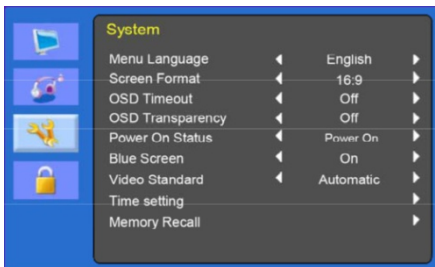 System
Menu Language English
Screen Format 16:9
OSD Timeout Off
OSD Transparency Off
Power On Status Power On
Blue Screen On
Video Standard Automatic
Time setting
Memory Recall